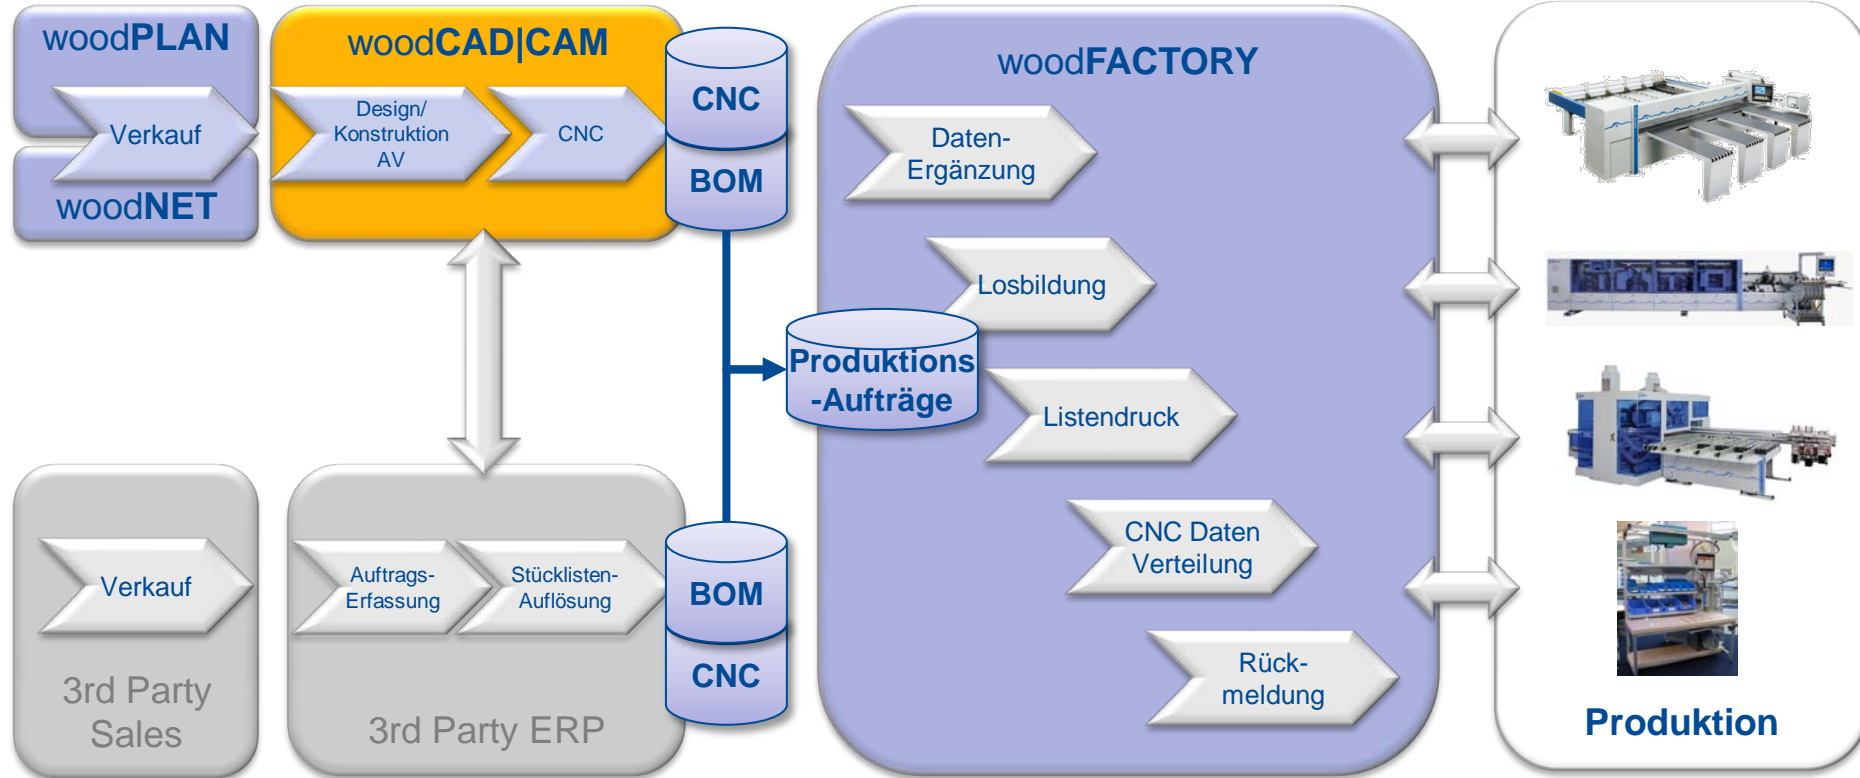 woodPLAN
Verkauf
woodNET
woodCAD|CAM
Design/
Konstruktion
AV
CNC
CNC
BOM
3rd Party
Sales
Verkauf
3rd Party ERP
Auftrags-
Erfassung
Stücklisten-
Auflösung
BOM
CNC
Produktions
-Aufträge
woodFACTORY
Daten-
Ergänzung
Losbildung
Listendruck
CNC Daten
Verteilung
Rück-
meldung
Produktion